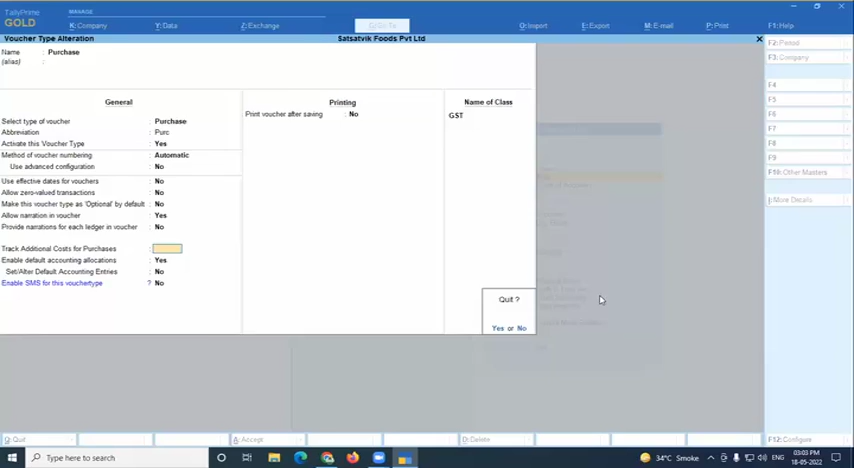 TallyPrime
GOLD
MANAGE
K: Company
Y: Data
Z: Exchange
G: Go To
O: Import
E: Export
M: E-mail
P: Print
F1: Help
Voucher Type Alteration
Satsatvik Foods Pvt Ltd
Name : Purchase
(alias) :
General
Printing
Name of Class
Select type of voucher : Purchase
Abbreviation : Purc
Activate this Voucher Type : Yes
Method of voucher numbering : Automatic
Use advanced configuration : No
Use effective dates for vouchers : No
Allow zero-valued transactions : No
Make this voucher type as 'Optional' by default : No
Allow narration in voucher : Yes
Provide narrations for each ledger in voucher : No
Track Additional Costs for Purchases :
Enable default accounting allocations : Yes
Set/Alter Default Accounting Entries : No
Enable SMS for this vouchertype ? No
Print voucher after saving : No
GST
Quit ?
Yes or No
F2: Period
F3: Company
F4
F5
F6
F7
F8
F9
F10: Other Masters
I: More Details
F12: Configure
Q: Quit
A: Accept
D: Delete
Type here to search
34°C Smoke
ENG
03:03 PM
18-05-2022